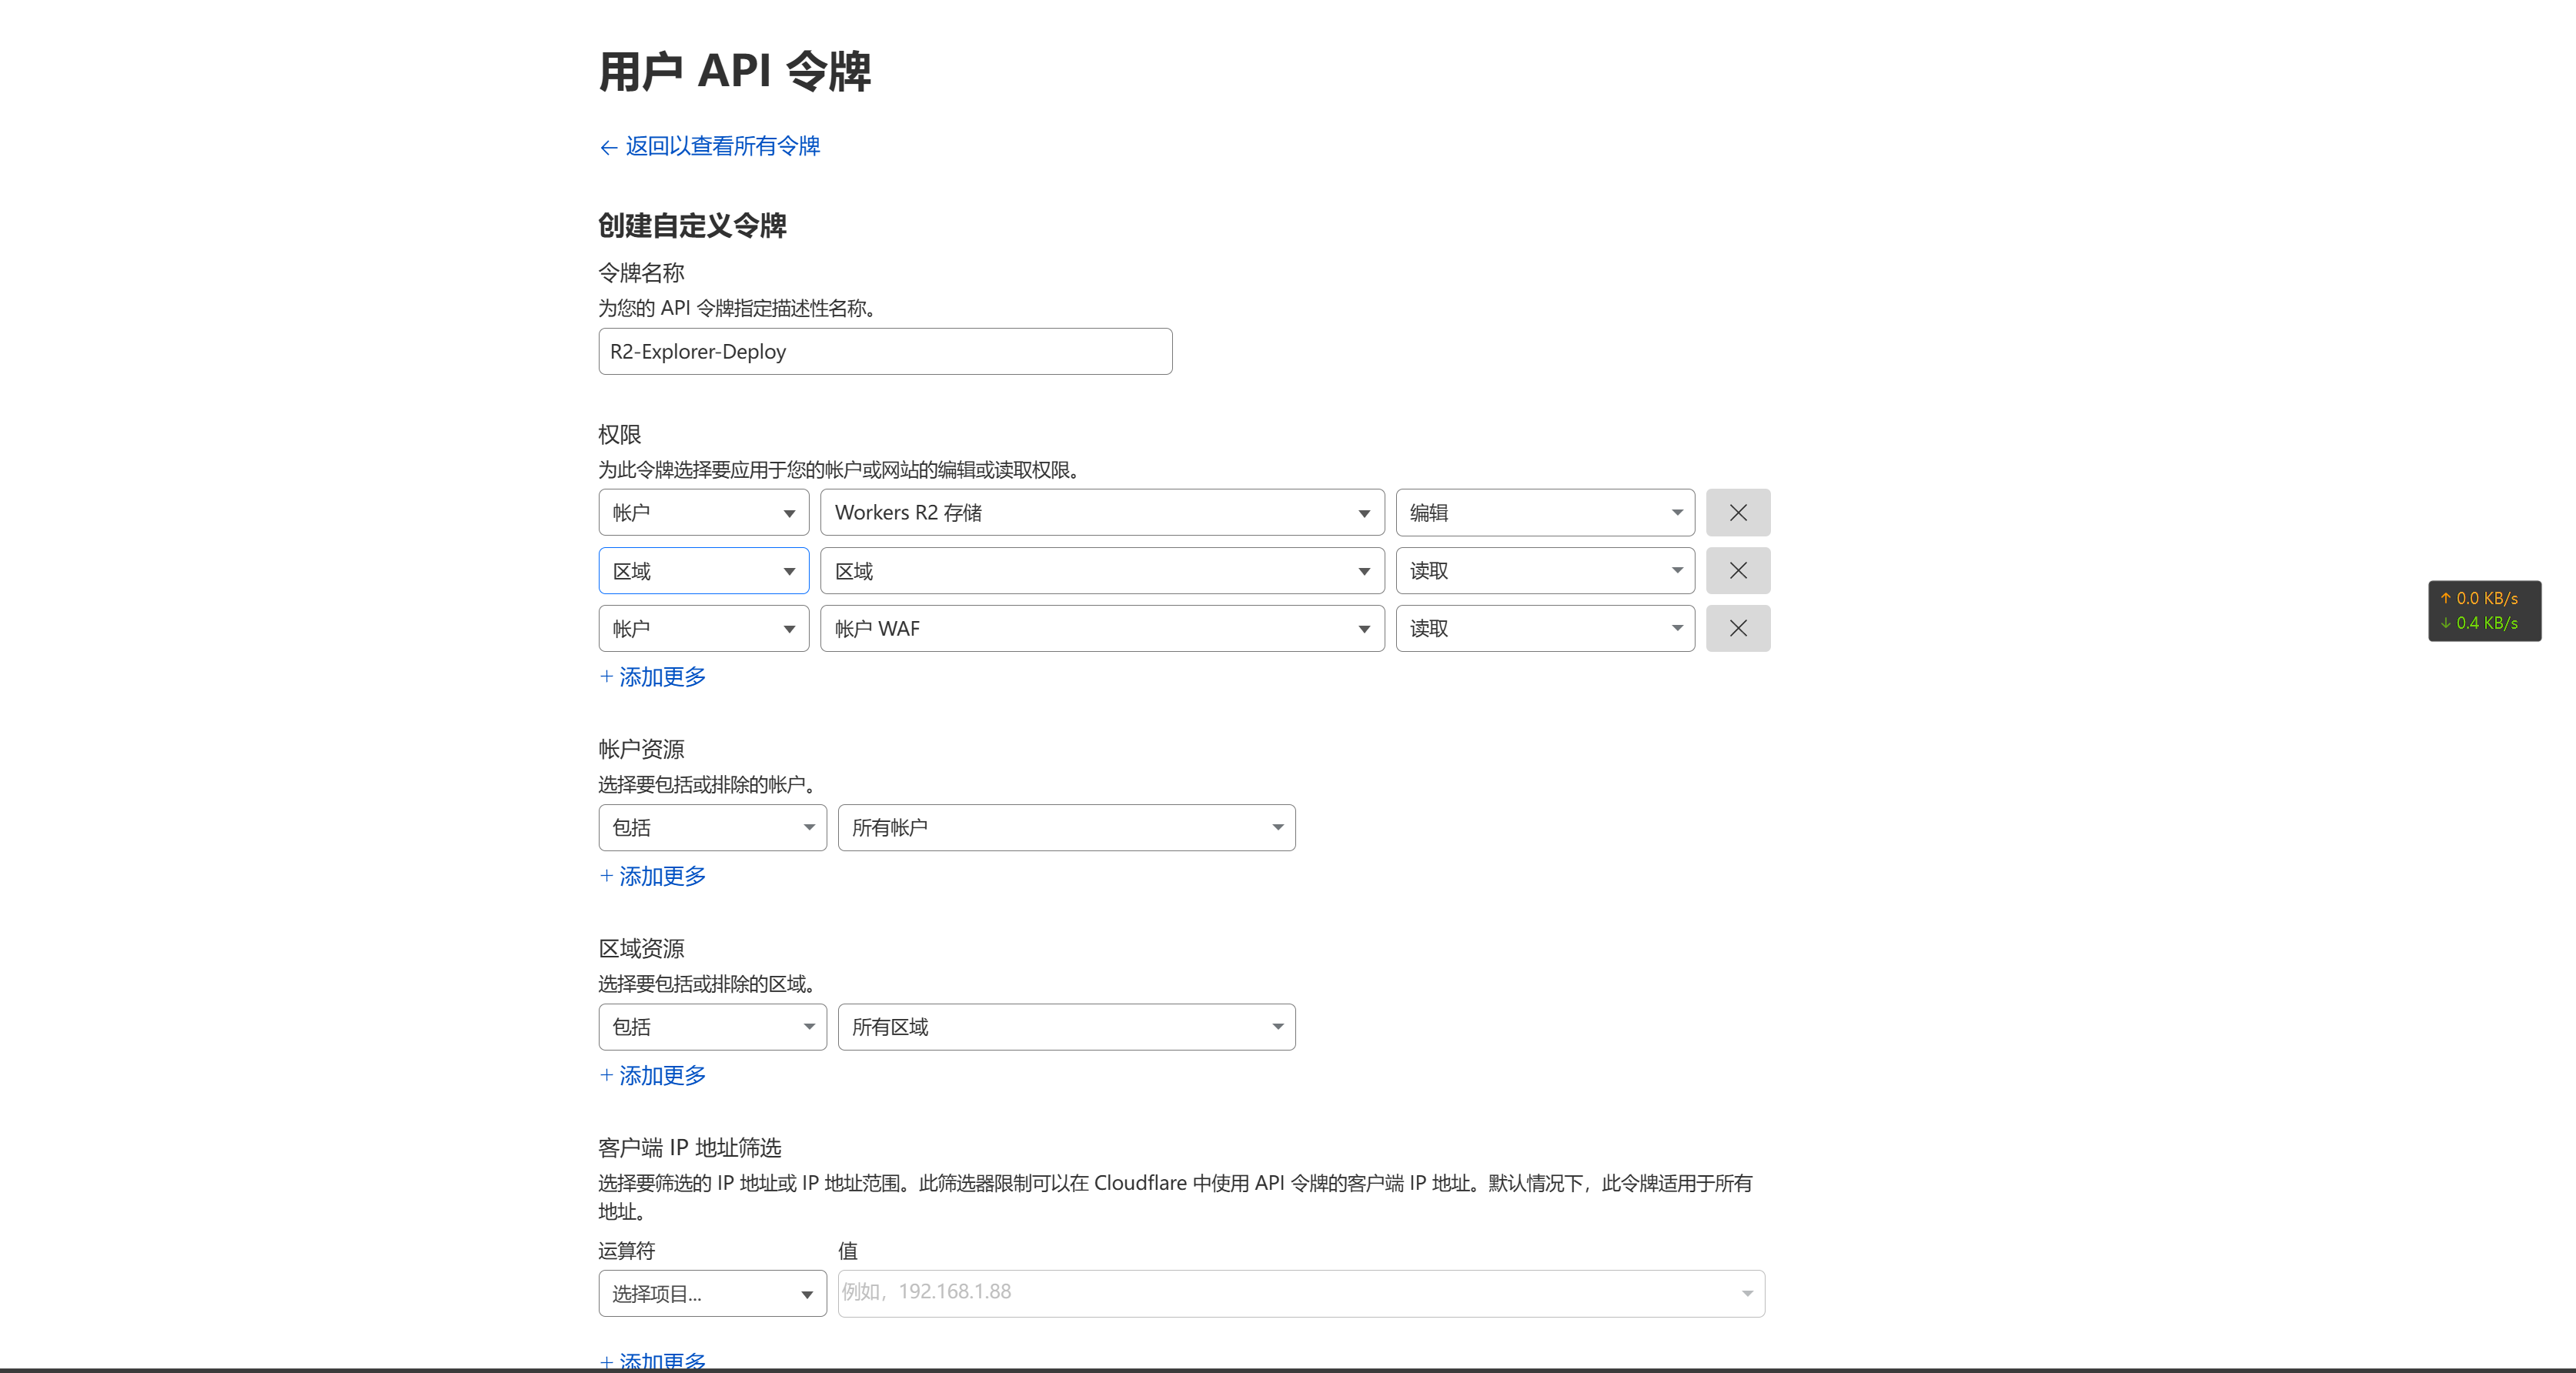 用户 API 令牌
← 返回以查看所有令牌
创建自定义令牌
令牌名称
为您的 API 令牌指定描述性名称。
R2-Explorer-Deploy
权限
为此令牌选择要应用于您的帐户或网站的编辑或读取权限。
帐户 Workers R2 存储 编辑
区域 区域 读取
帐户 帐户 WAF 读取
+ 添加更多
↑ 0.0 KB/s
↓ 0.4 KB/s
帐户资源
选择要包括或排除的帐户。
包括 所有帐户
+ 添加更多
区域资源
选择要包括或排除的区域。
包括 所有区域
+ 添加更多
客户端 IP 地址筛选
选择要筛选的 IP 地址或 IP 地址范围。此筛选器限制可以在 Cloudflare 中使用 API 令牌的客户端 IP 地址。默认情况下，此令牌适用于所有
地址。
运算符 值
选择项目... 例如，192.168.1.88
+ 添加更多